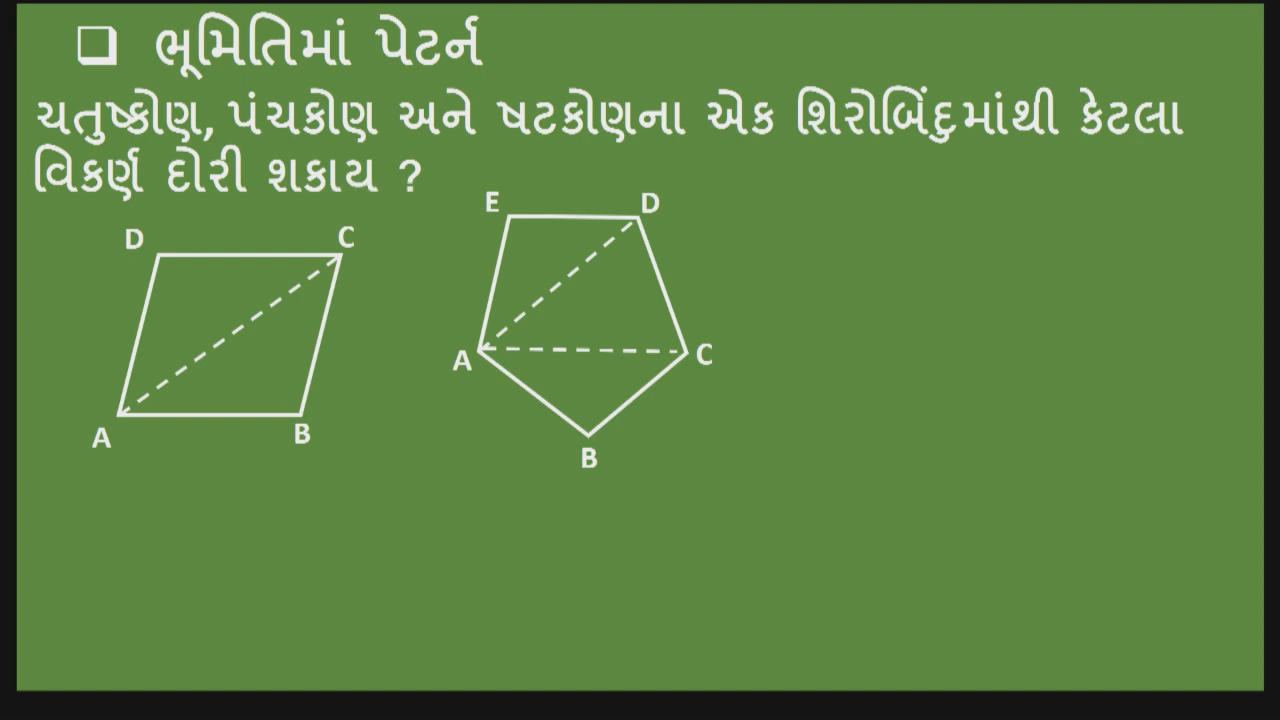 ❑ ભૂમિતિમાં પેટર્ન
ચતુષ્કોણ, પંચકોણ અને ષટકોણના એક શિરોબિંદુમાંથી કેટલા
વિકર્ણ દોરી શકાય ?
E D
D C
A C
A B
B